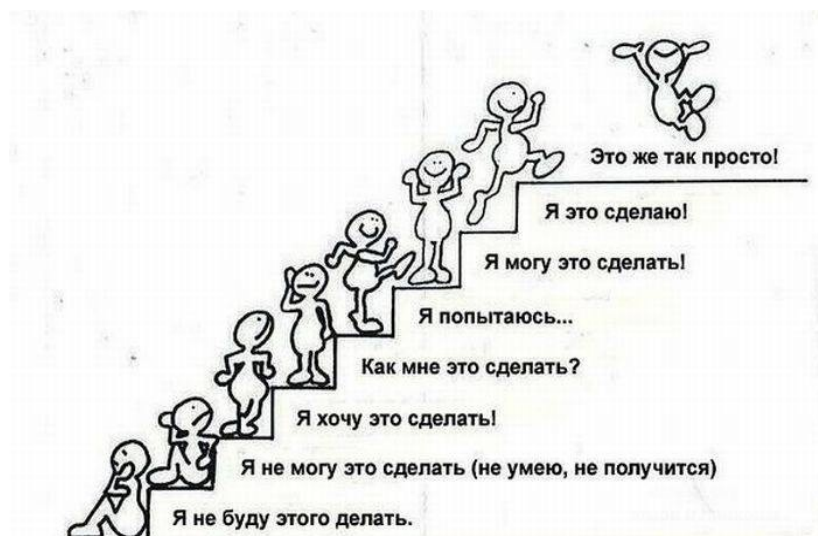 Это же так просто!
Я это сделаю!
Я могу это сделать!
Я попытаюсь...
Как мне это сделать?
Я хочу это сделать!
Я не могу это сделать (не умею, не получится)
Я не буду этого делать.